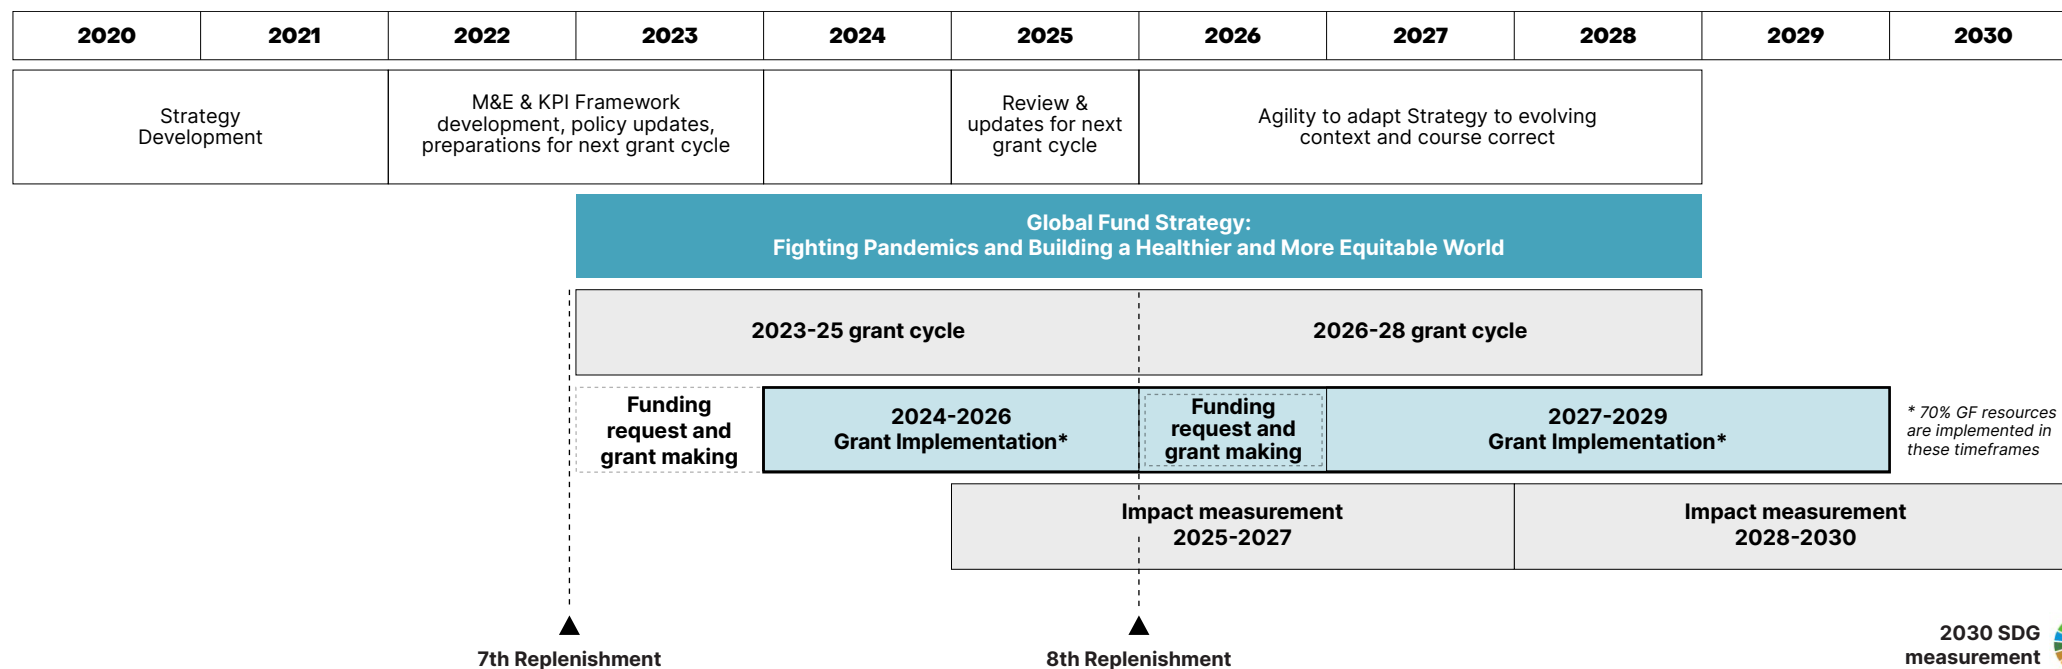 2020 2021 2022 2023 2024 2025 2026 2027 2028 2029 2030
Strategy
Development
M&E & KPI Framework
development, policy updates,
preparations for next grant cycle
Review &
updates for next
grant cycle
Agility to adapt Strategy to evolving
context and course correct
Global Fund Strategy:
Fighting Pandemics and Building a Healthier and More Equitable World
2023-25 grant cycle
2026-28 grant cycle
Funding
request and
grant making
2024-2026
Grant Implementation*
Funding
request and
grant making
2027-2029
Grant Implementation*
* 70% GF resources
are implemented in
these timeframes
Impact measurement
2025-2027
Impact measurement
2028-2030
7th Replenishment
8th Replenishment
2030 SDG
measurement